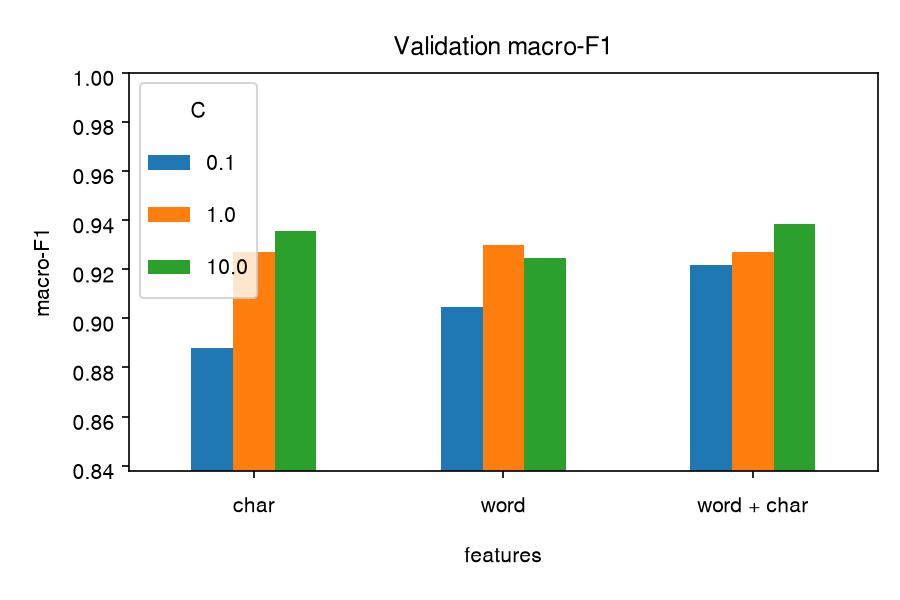 Validation macro-F1
macro-F1
1.00
0.98
0.96
0.94
0.92
0.90
0.88
0.86
0.84
C
0.1
1.0
10.0
char
word
word + char
features